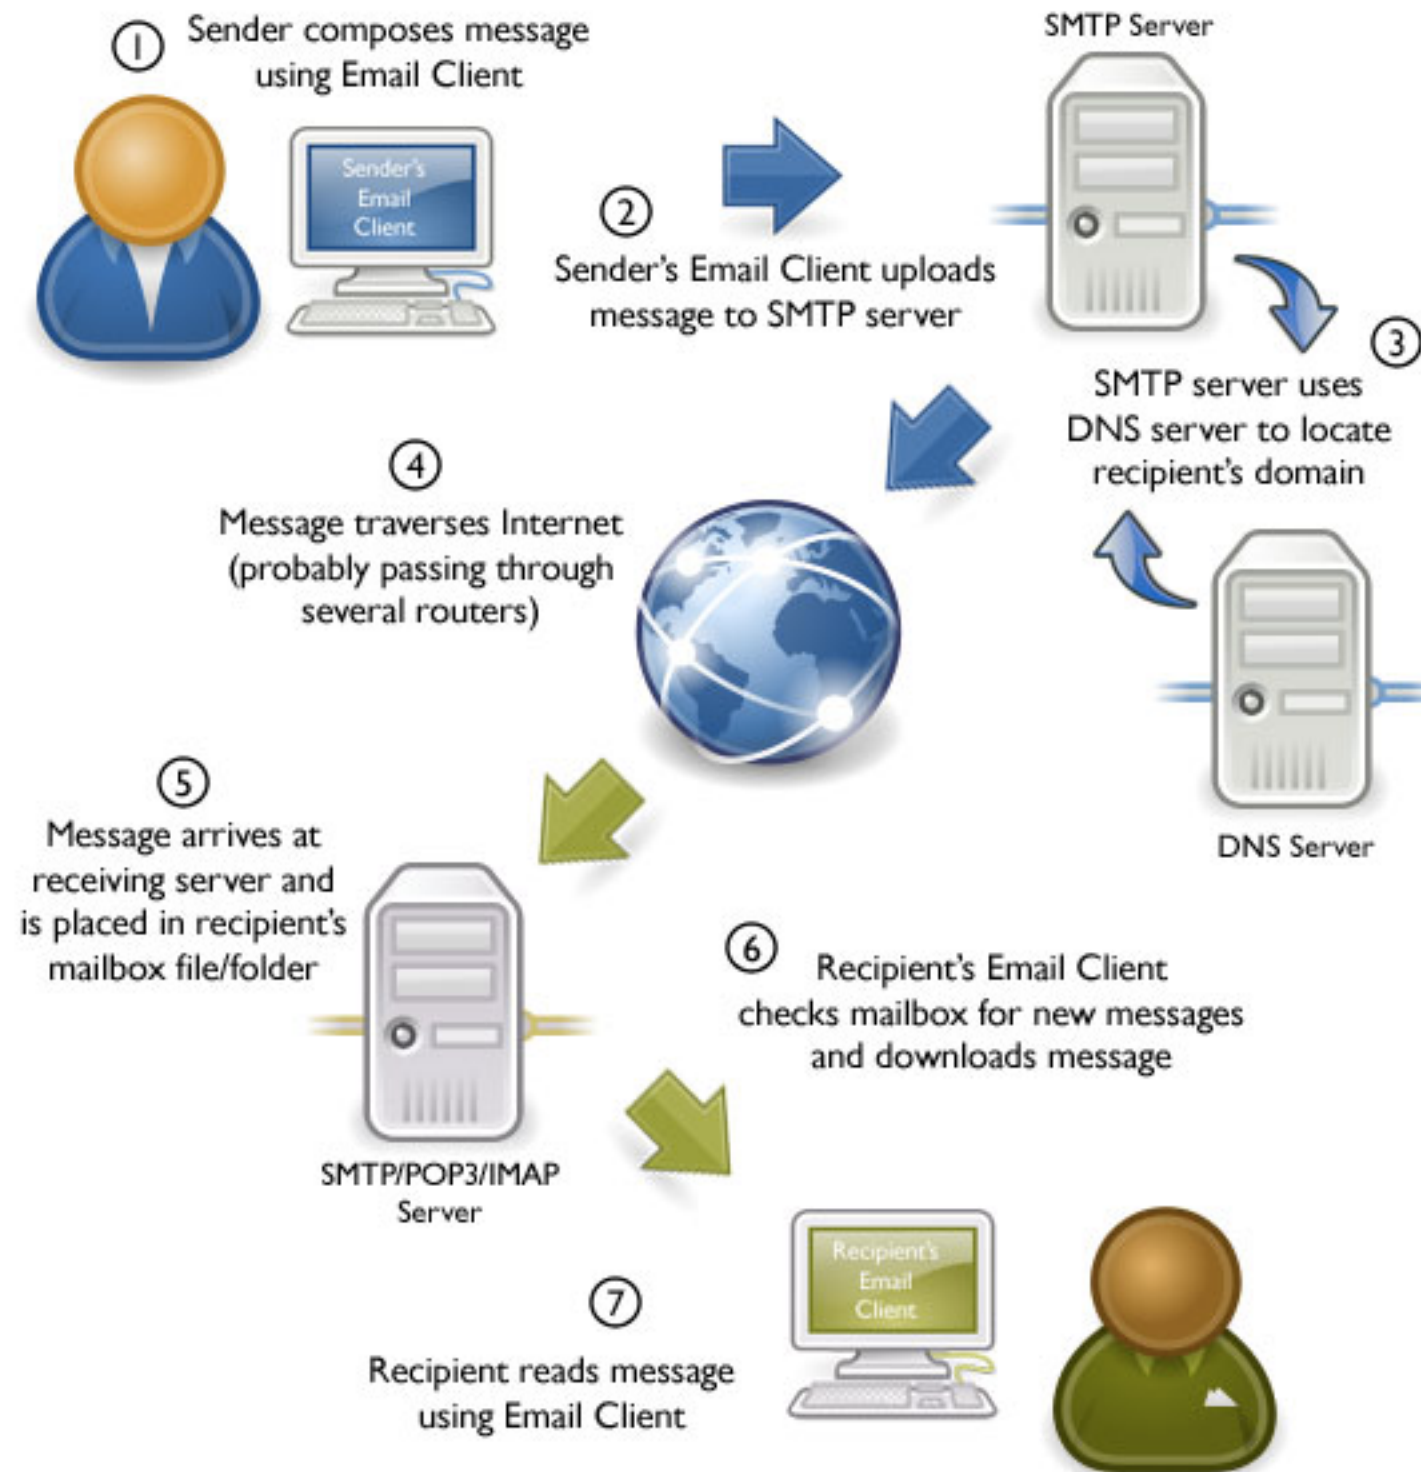 1
Sender composes message
using Email Client
Sender's
Email
Client
2
Sender's Email Client uploads
message to SMTP server
SMTP Server
3
SMTP server uses
DNS server to locate
recipient's domain
DNS Server
4
Message traverses Internet
(probably passing through
several routers)
5
Message arrives at
receiving server and
is placed in recipient's
mailbox file/folder
SMTP/POP3/IMAP
Server
6
Recipient's Email Client
checks mailbox for new messages
and downloads message
7
Recipient reads message
using Email Client
Recipient's
Email
Client